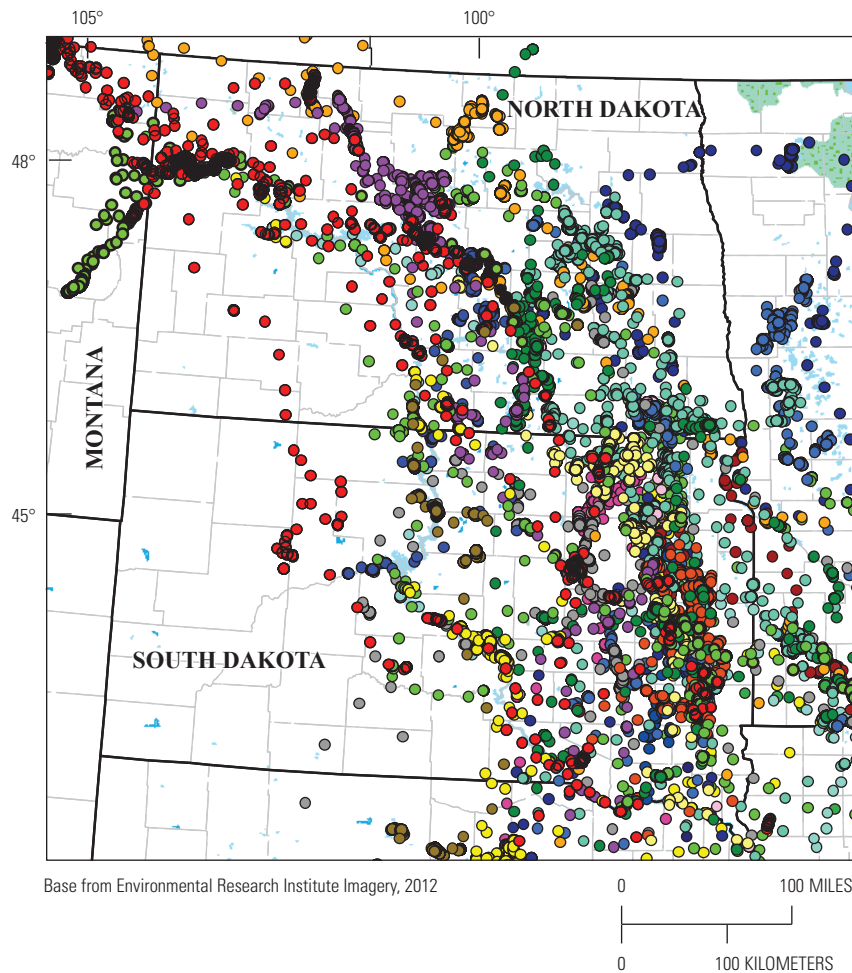 105°
100°
NORTH DAKOTA
48°
MONTANA
45°
SOUTH DAKOTA
Base from Environmental Research Institute Imagery, 2012
0
100 MILES
0
100 KILOMETERS